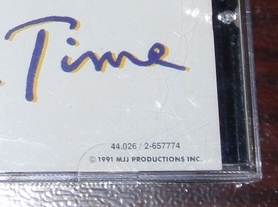 Time
44.026 / 2-657774
© 1991 MJJ PRODUCTIONS INC.